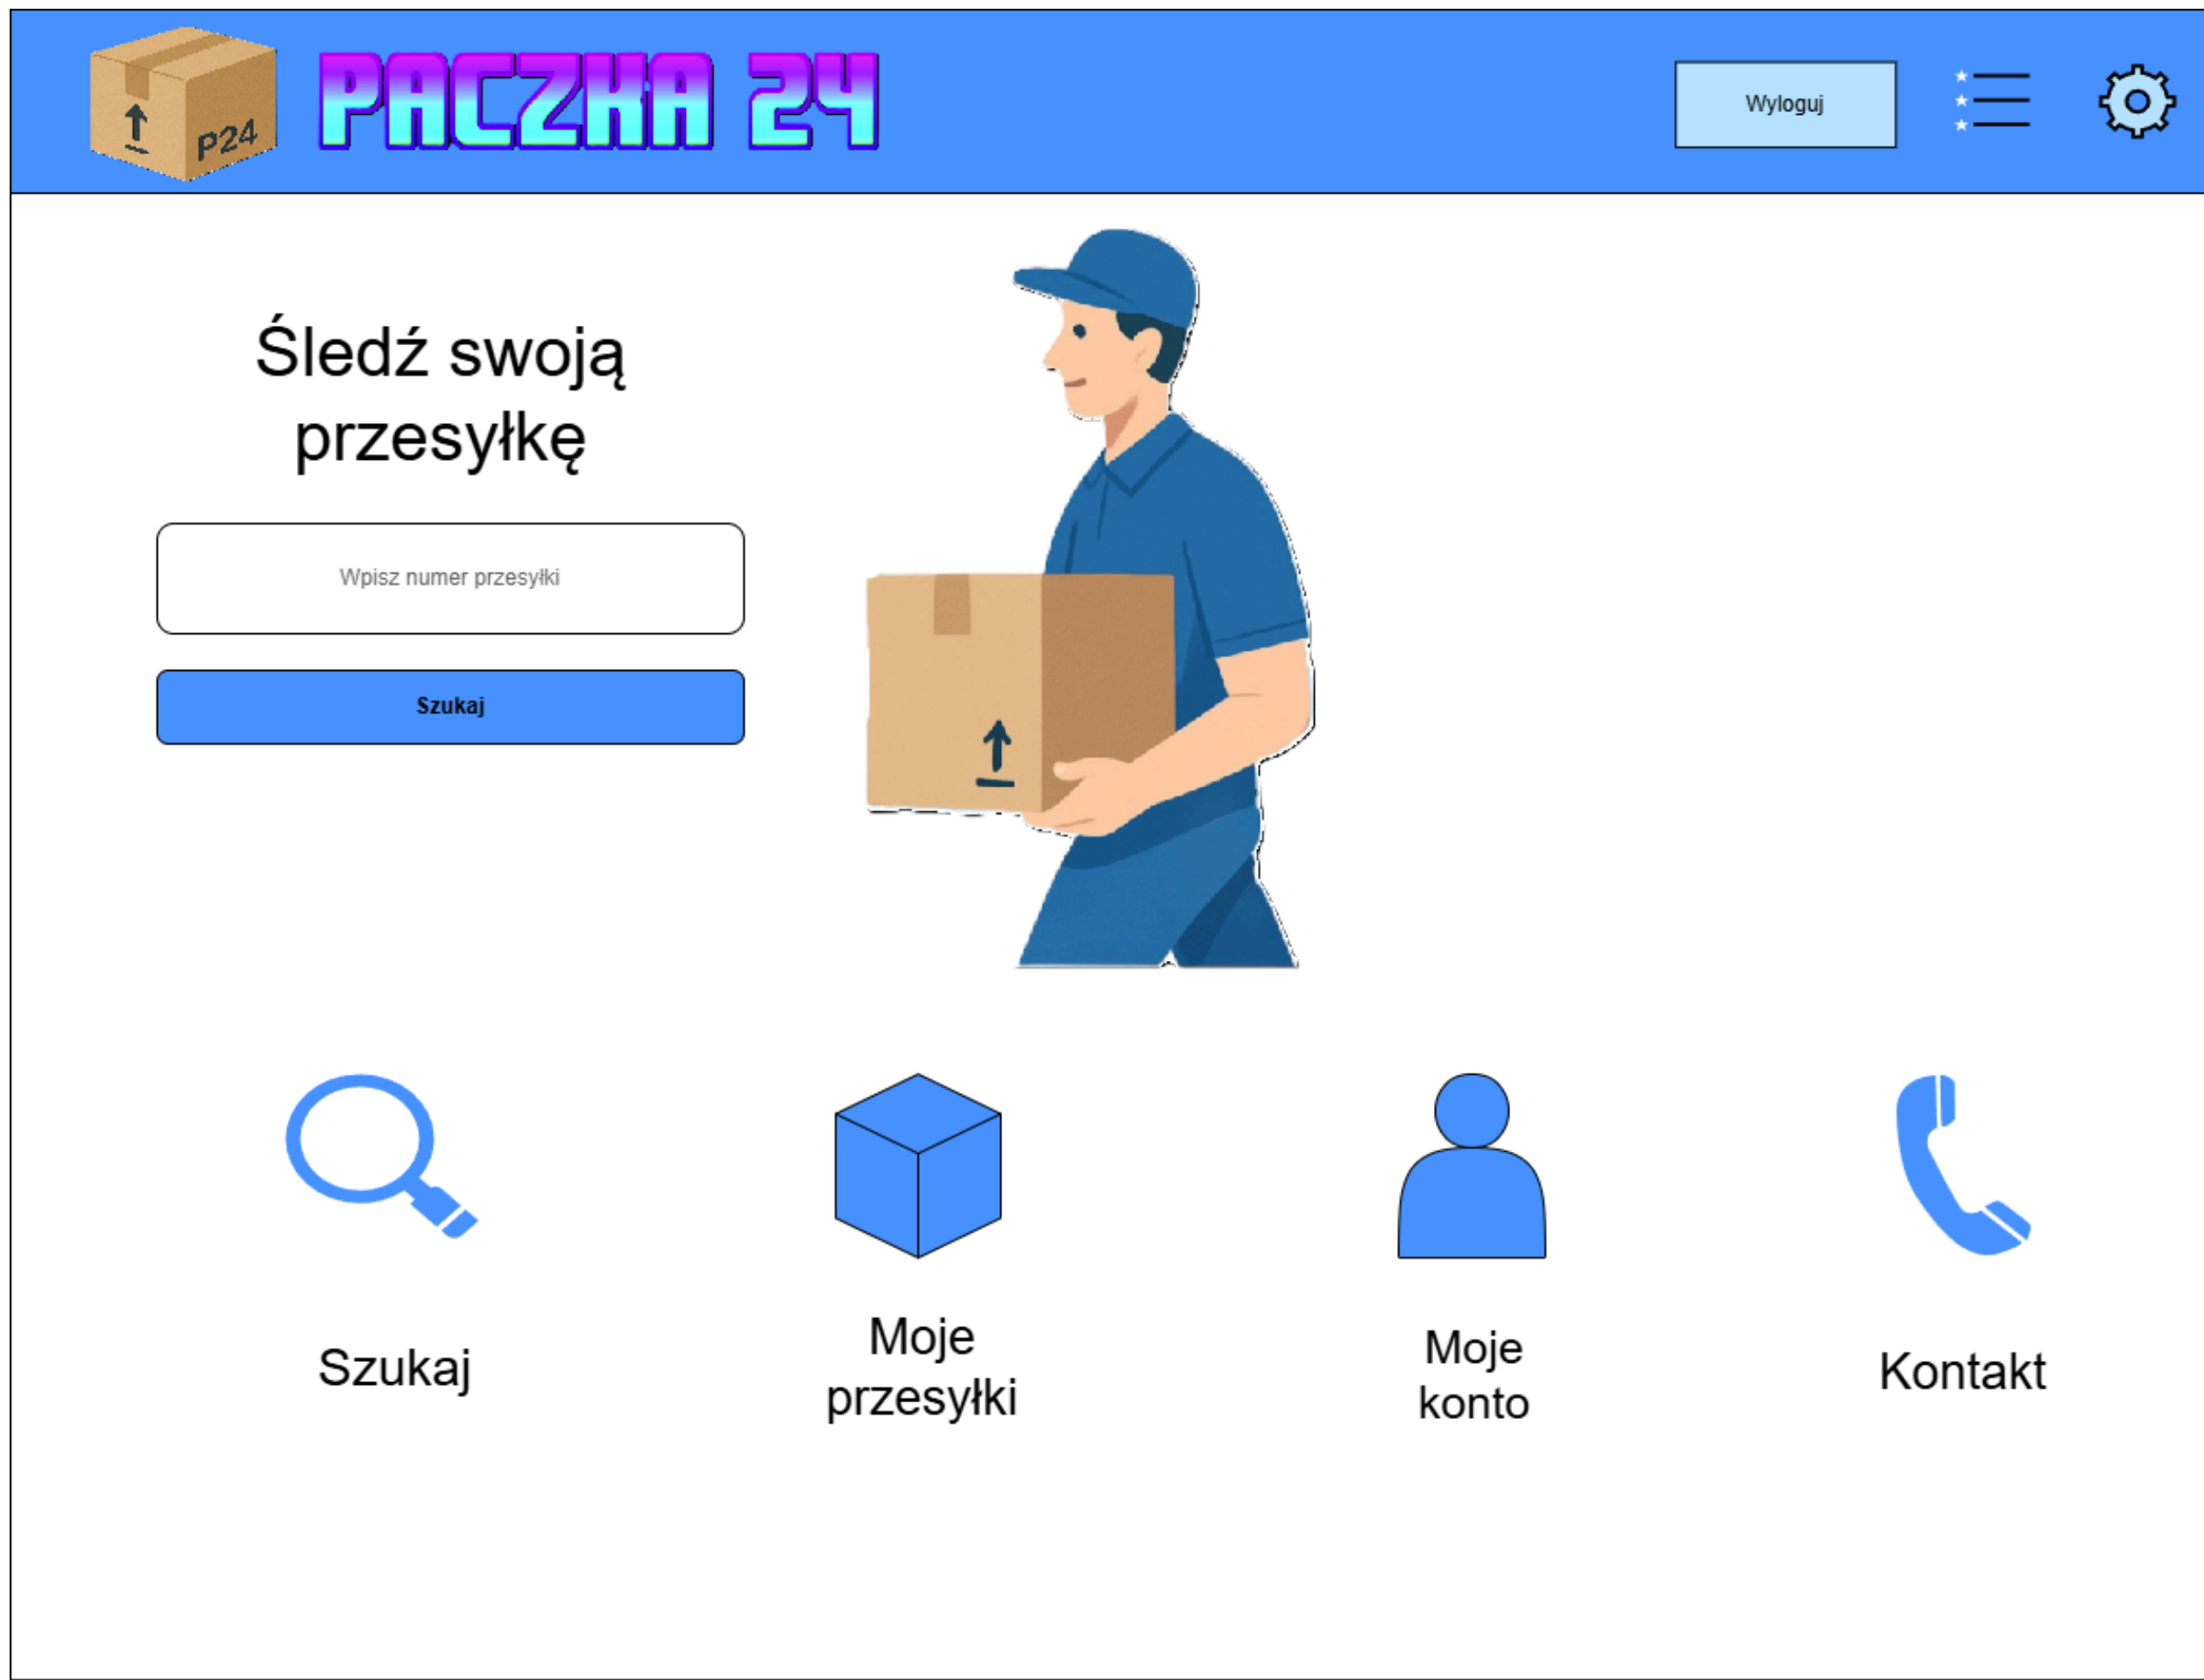 P24
PACZKA 24
Wyloguj
Śledź swoją
przesyłkę
Wpisz numer przesyłki
Szukaj
Szukaj
Moje
przesyłki
Moje
konto
Kontakt